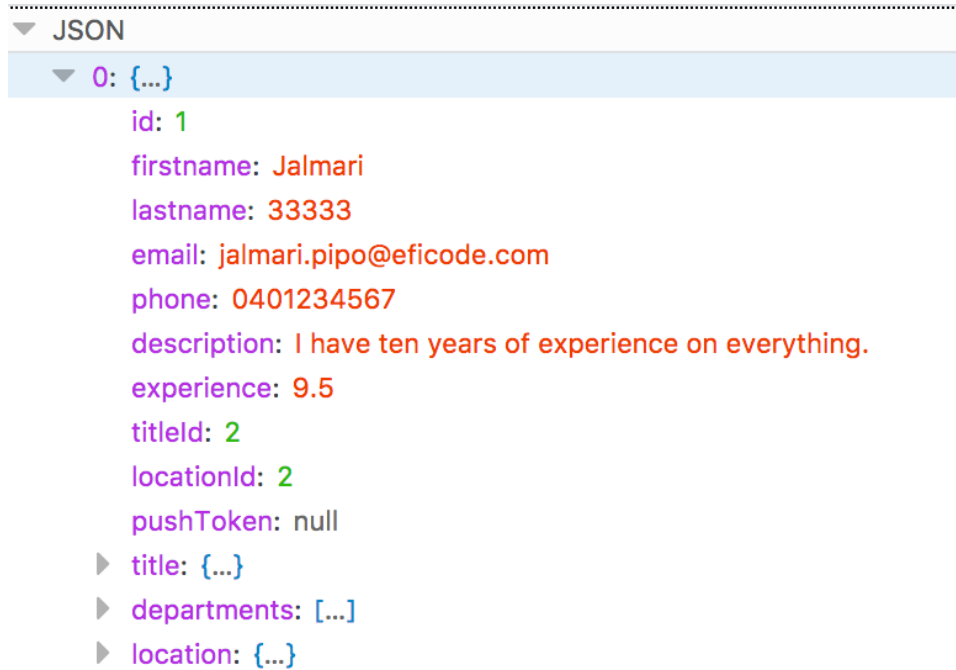 JSON
0: {…}
id: 1
firstname: Jalmari
lastname: 33333
email: jalmari.pipo@eficode.com
phone: 0401234567
description: I have ten years of experience on everything.
experience: 9.5
titleId: 2
locationId: 2
pushToken: null
title: {…}
departments: […]
location: {…}